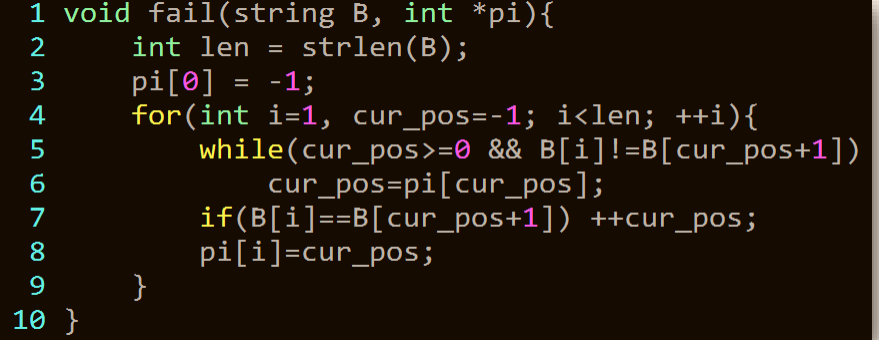 1 void fail(string B, int *pi){
2     int len = strlen(B);
3     pi[0] = -1;
4     for(int i=1, cur_pos=-1; i<len; ++i){
5         while(cur_pos>=0 && B[i]!=B[cur_pos+1])
6             cur_pos=pi[cur_pos];
7         if(B[i]==B[cur_pos+1]) ++cur_pos;
8         pi[i]=cur_pos;
9     }
10 }